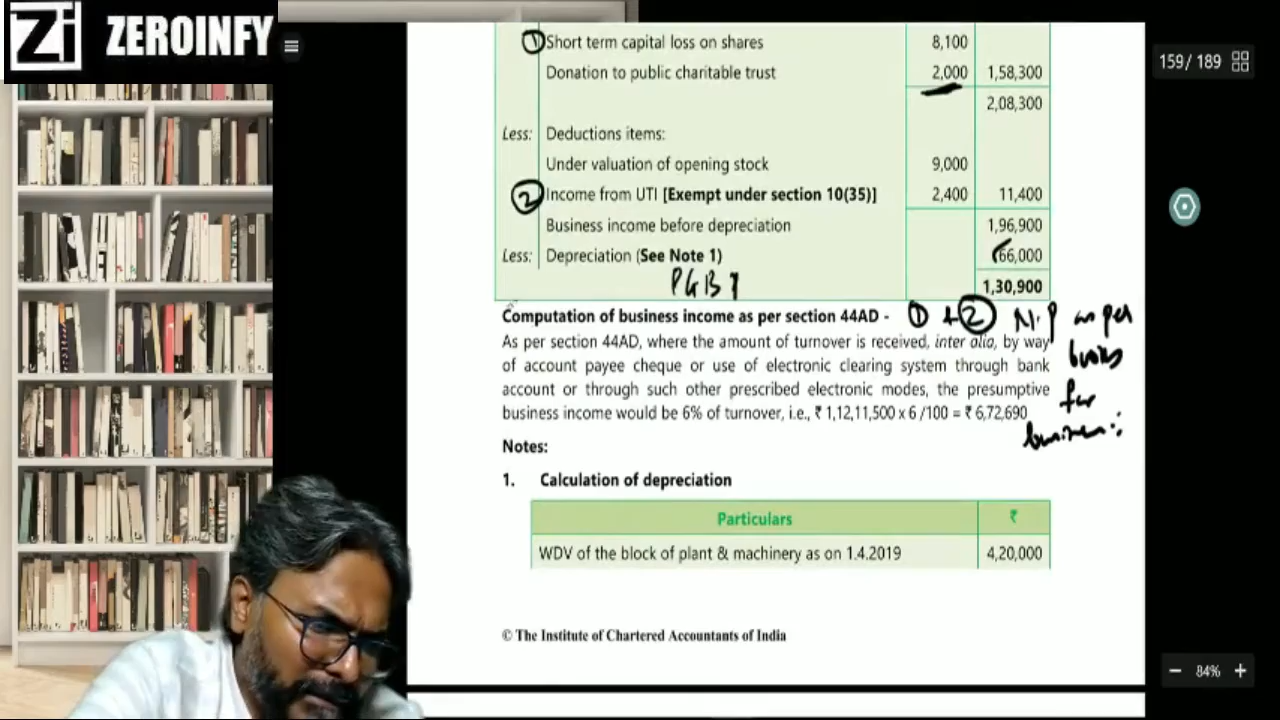 Zi ZEROINFY
159/ 189
① Short term capital loss on shares 8,100
Donation to public charitable trust 2,000 1,58,300
2,08,300
Less: Deductions items:
Under valuation of opening stock 9,000
② Income from UTI [Exempt under section 10(35)] 2,400 11,400
Business income before depreciation 1,96,900
Less: Depreciation (See Note 1) 66,000
PGBP 1,30,900
Computation of business income as per section 44AD - ① + ② N.P as per
As per section 44AD, where the amount of turnover is received, inter alia, by way
of account payee cheque or use of electronic clearing system through bank
account or through such other prescribed electronic modes, the presumptive
business income would be 6% of turnover, i.e., ₹ 1,12,11,500 x 6 /100 = ₹ 6,72,690
for
business
Notes:
1. Calculation of depreciation
Particulars ₹
WDV of the block of plant & machinery as on 1.4.2019 4,20,000
© The Institute of Chartered Accountants of India
− 84% +